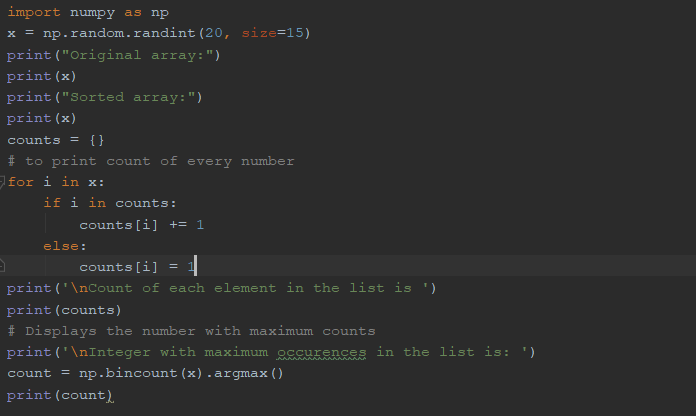 import numpy as np
x = np.random.randint(20, size=15)
print("Original array:")
print(x)
print("Sorted array:")
print(x)
counts = {}
# to print count of every number
for i in x:
    if i in counts:
        counts[i] += 1
    else:
        counts[i] = 1
print('\nCount of each element in the list is ')
print(counts)
# Displays the number with maximum counts
print('\nInteger with maximum occurences in the list is: ')
count = np.bincount(x).argmax()
print(count)